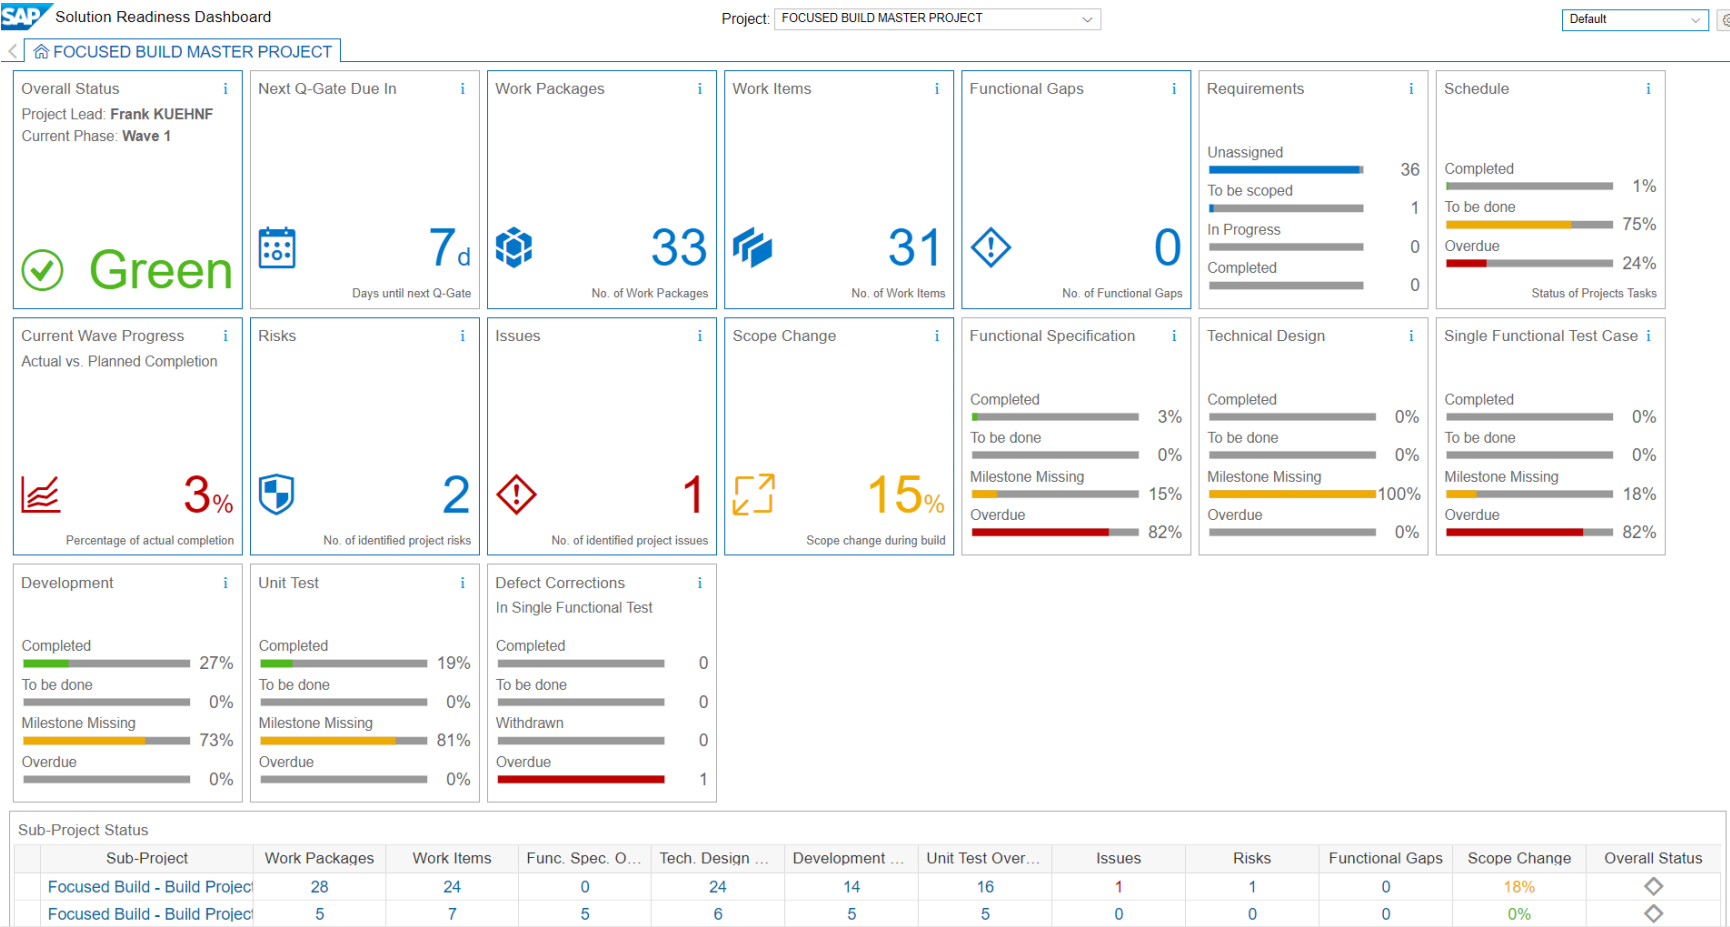 SAP Solution Readiness Dashboard
Project: FOCUSED BUILD MASTER PROJECT
Default
FOCUSED BUILD MASTER PROJECT
Overall Status i
Project Lead: Frank KUEHNF
Current Phase: Wave 1
Green
Next Q-Gate Due In i
7d
Days until next Q-Gate
Work Packages i
33
No. of Work Packages
Work Items i
31
No. of Work Items
Functional Gaps i
0
No. of Functional Gaps
Requirements i
Unassigned
36
To be scoped
1
In Progress
0
Completed
0
Schedule i
Completed
1%
To be done
75%
Overdue
24%
Status of Projects Tasks
Current Wave Progress i
Actual vs. Planned Completion
3%
Percentage of actual completion
Risks i
2
No. of identified project risks
Issues i
1
No. of identified project issues
Scope Change i
15%
Scope change during build
Functional Specification i
Completed
3%
To be done
0%
Milestone Missing
15%
Overdue
82%
Technical Design i
Completed
0%
To be done
0%
Milestone Missing
100%
Overdue
0%
Single Functional Test Case i
Completed
0%
To be done
0%
Milestone Missing
18%
Overdue
82%
Development i
Completed
27%
To be done
0%
Milestone Missing
73%
Overdue
0%
Unit Test i
Completed
19%
To be done
0%
Milestone Missing
81%
Overdue
0%
Defect Corrections i
In Single Functional Test
Completed
0
To be done
0
Withdrawn
0
Overdue
1
Sub-Project Status
Sub-Project Work Packages Work Items Func. Spec. O... Tech. Design ... Development ... Unit Test Over... Issues Risks Functional Gaps Scope Change Overall Status
Focused Build - Build Project 28 24 0 24 14 16 1 1 0 18%
Focused Build - Build Project 5 7 5 6 5 5 0 0 0 0%